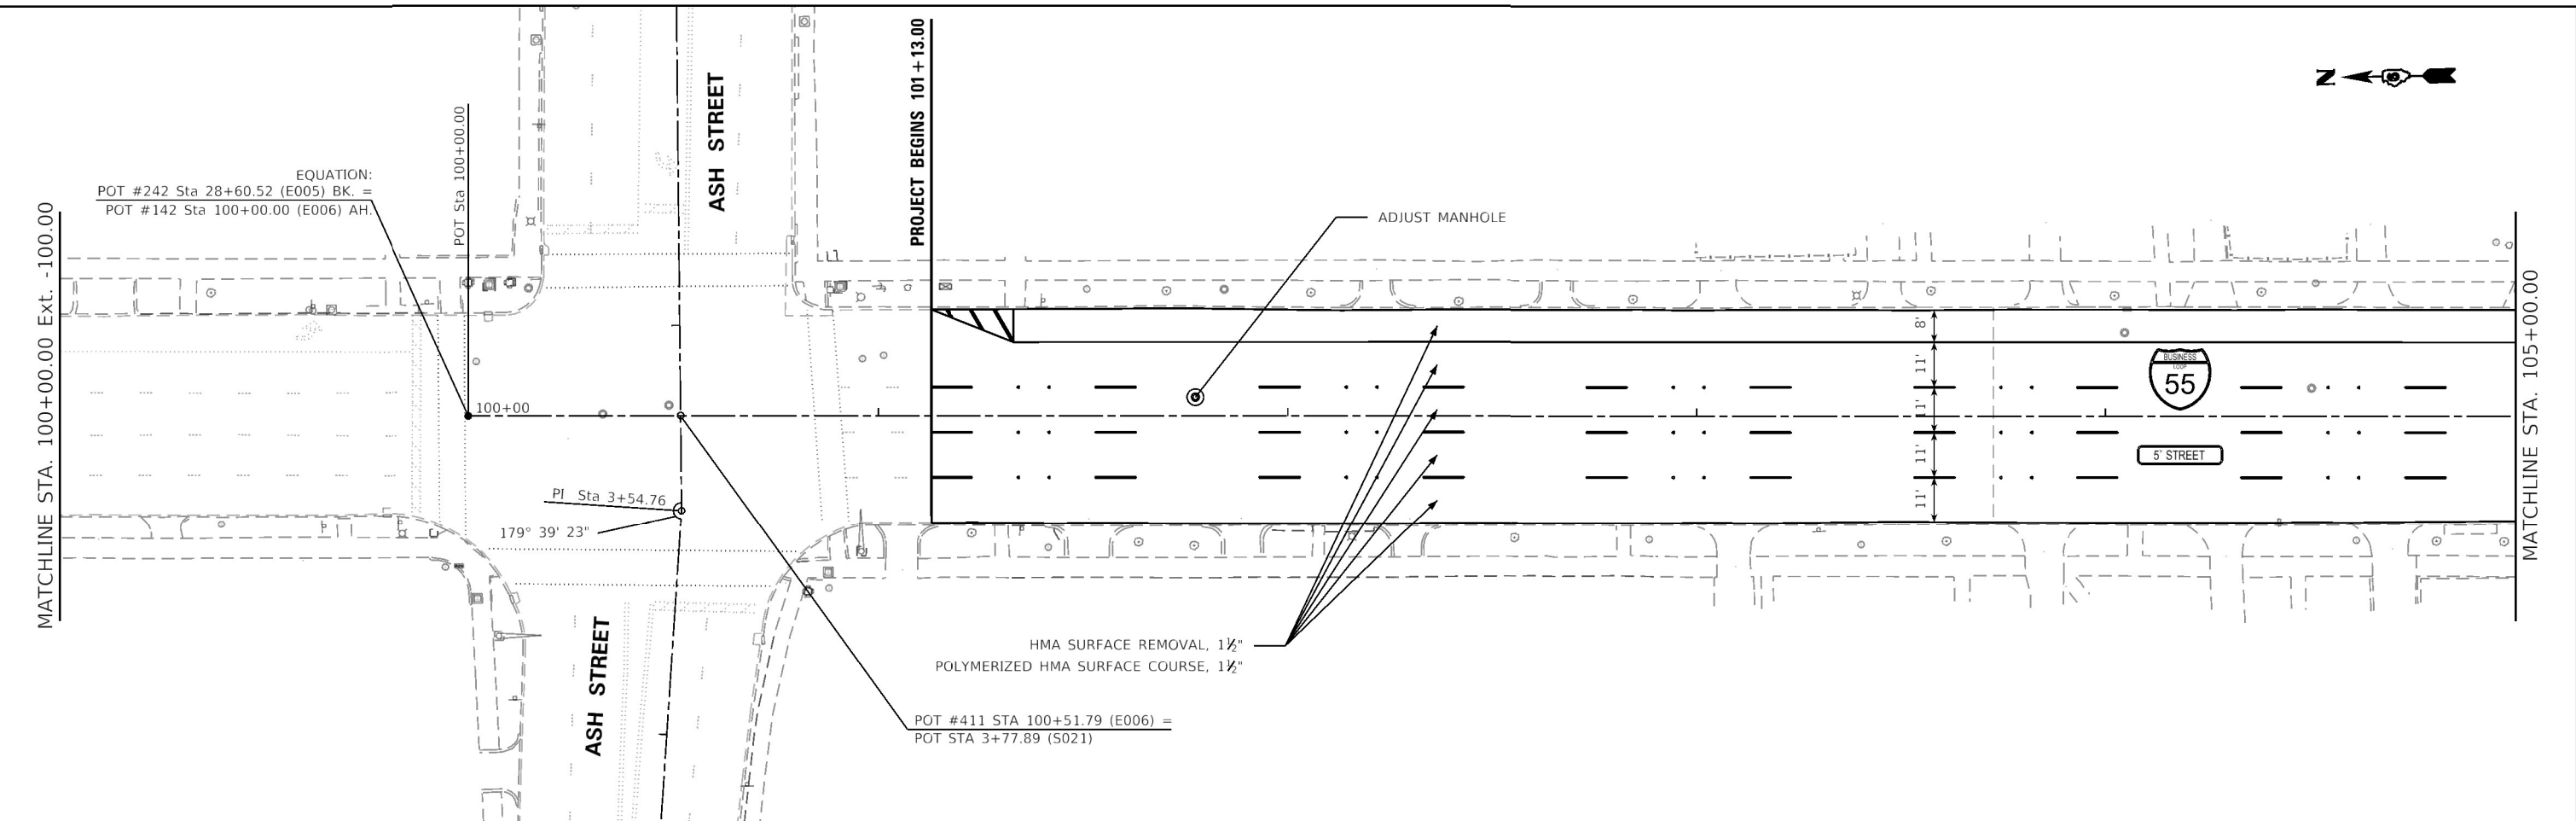 PROJECT BEGINS 101+13.00
N
ASH STREET
POT Sta 100+00.00
EQUATION:
POT #242 Sta 28+60.52 (E005) BK. =
POT #142 Sta 100+00.00 (E006) AH.
MATCHLINE STA. 100+00.00 Ext. -100.00
ADJUST MANHOLE
MATCHLINE STA. 105+00.00
8'
11'
11'
11'
11'
BUSINESS
LOOP
55
100+00
5' STREET
PI Sta 3+54.76
179° 39' 23"
ASH STREET
HMA SURFACE REMOVAL, 1½"
POLYMERIZED HMA SURFACE COURSE, 1½"
POT #411 STA 100+51.79 (E006) =
POT STA 3+77.89 (S021)